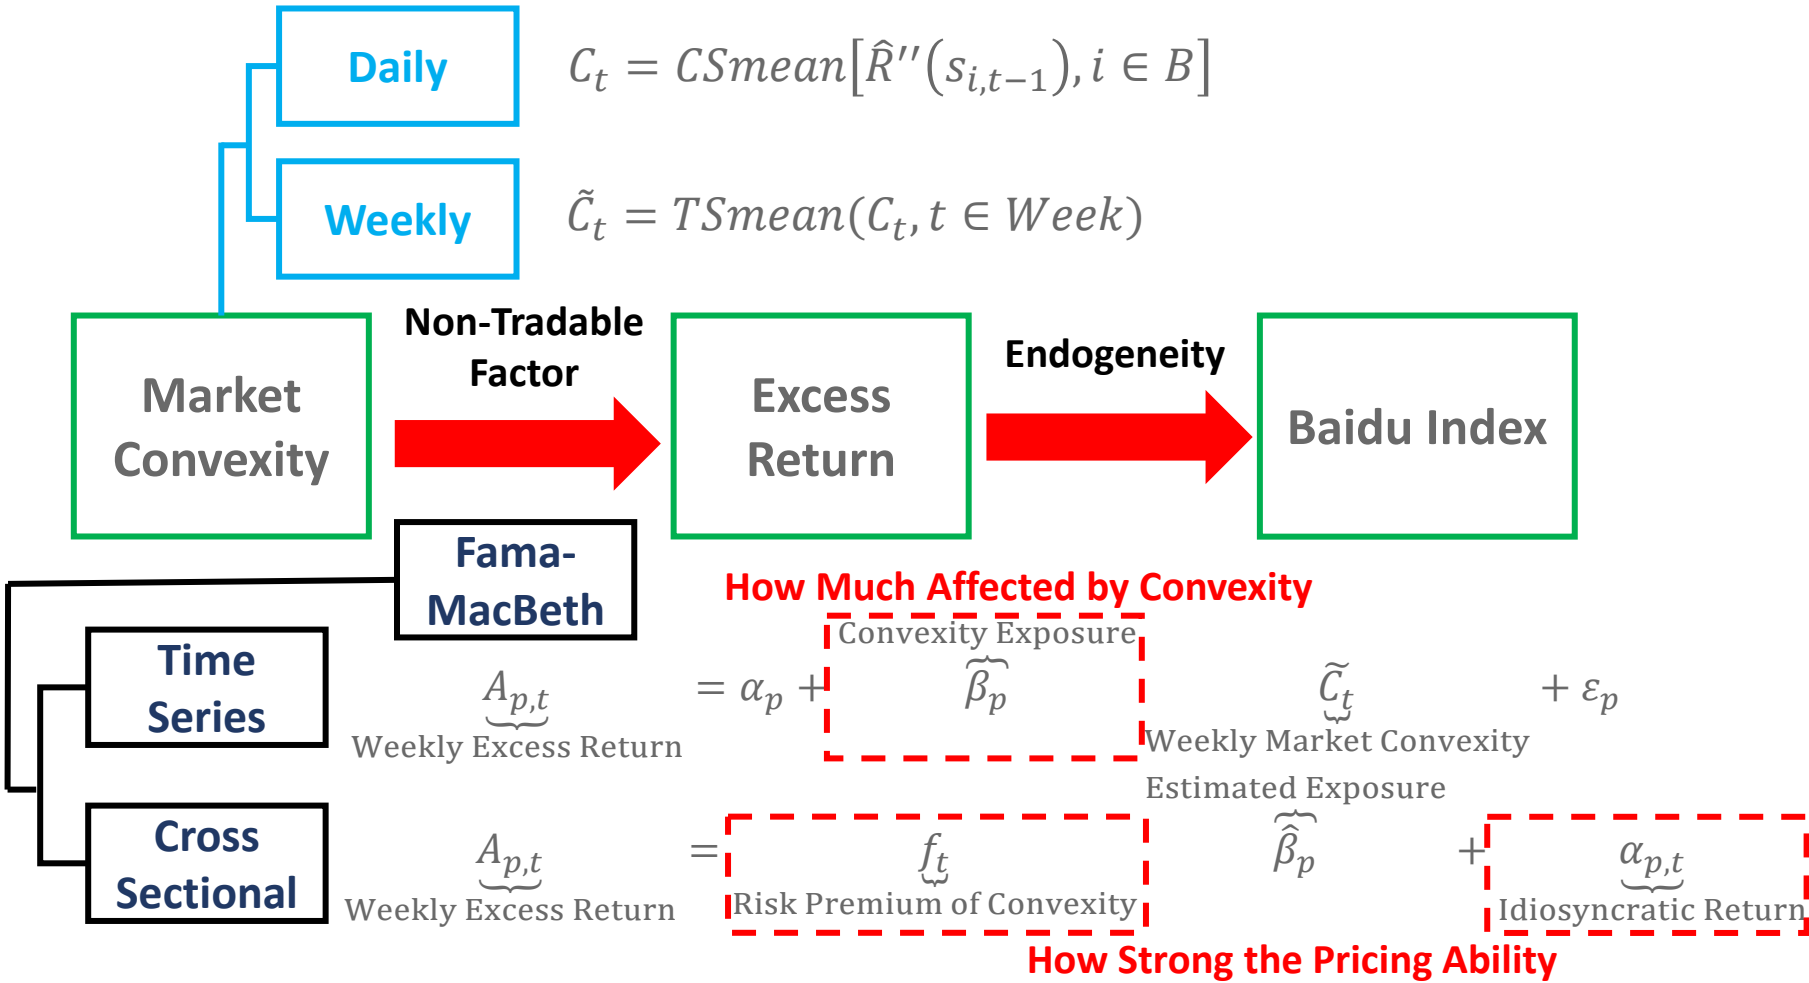 Daily
C_t = CSmean[R̂′′(s_{i,t−1}), i ∈ B]
Weekly
C̃_t = TSmean(C_t, t ∈ Week)
Market
Convexity
Non-Tradable
Factor
Excess
Return
Endogeneity
Baidu Index
Fama-
MacBeth
How Much Affected by Convexity
Time
Series
Convexity Exposure
A_{p,t} = α_p + β_p C̃_t + ε_p
Weekly Excess Return
Weekly Market Convexity
Cross
Sectional
Estimated Exposure
A_{p,t} = f_t β̂_p + α_{p,t}
Weekly Excess Return
Risk Premium of Convexity
Idiosyncratic Return
How Strong the Pricing Ability